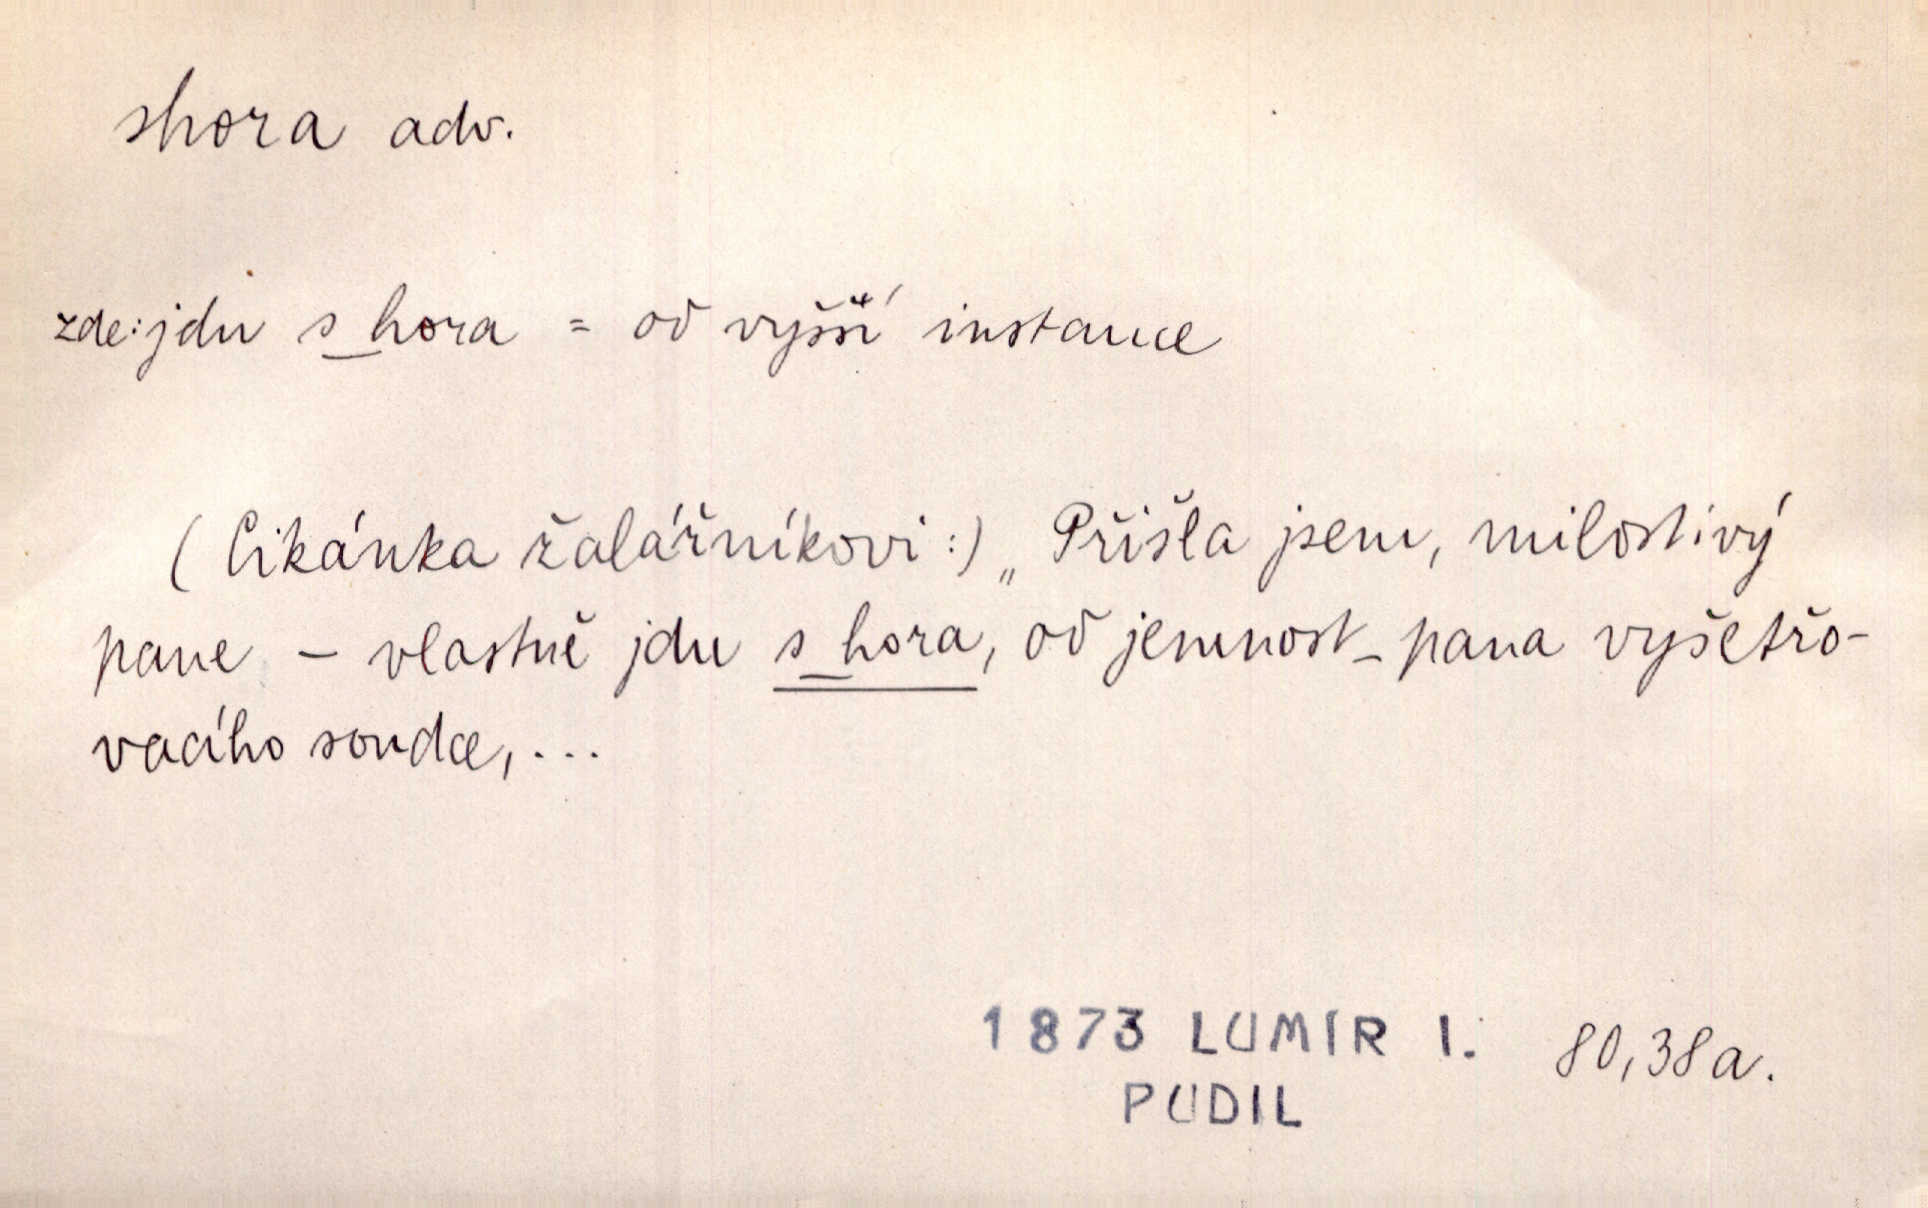 shora adv.
zde: jdu s hora = od vyšší instance
(Cikánka žalářníkovi:) „Přišla jsem, milostivý
pane – vlastně jdu s hora, od jemnost-pana vyšetřo-
vacího soudce, ...
1873 LUMÍR I. 80,38a.
PUDIL